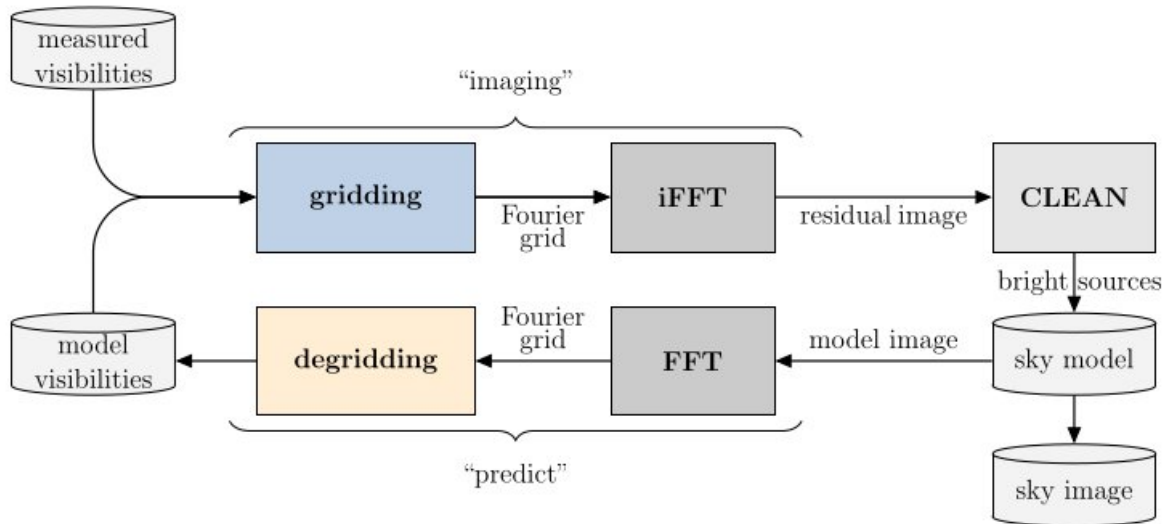 measured
visibilities
“imaging”
gridding
Fourier
grid
iFFT
residual image
CLEAN
bright sources
model
visibilities
degridding
Fourier
grid
FFT
model image
sky model
“predict”
sky image